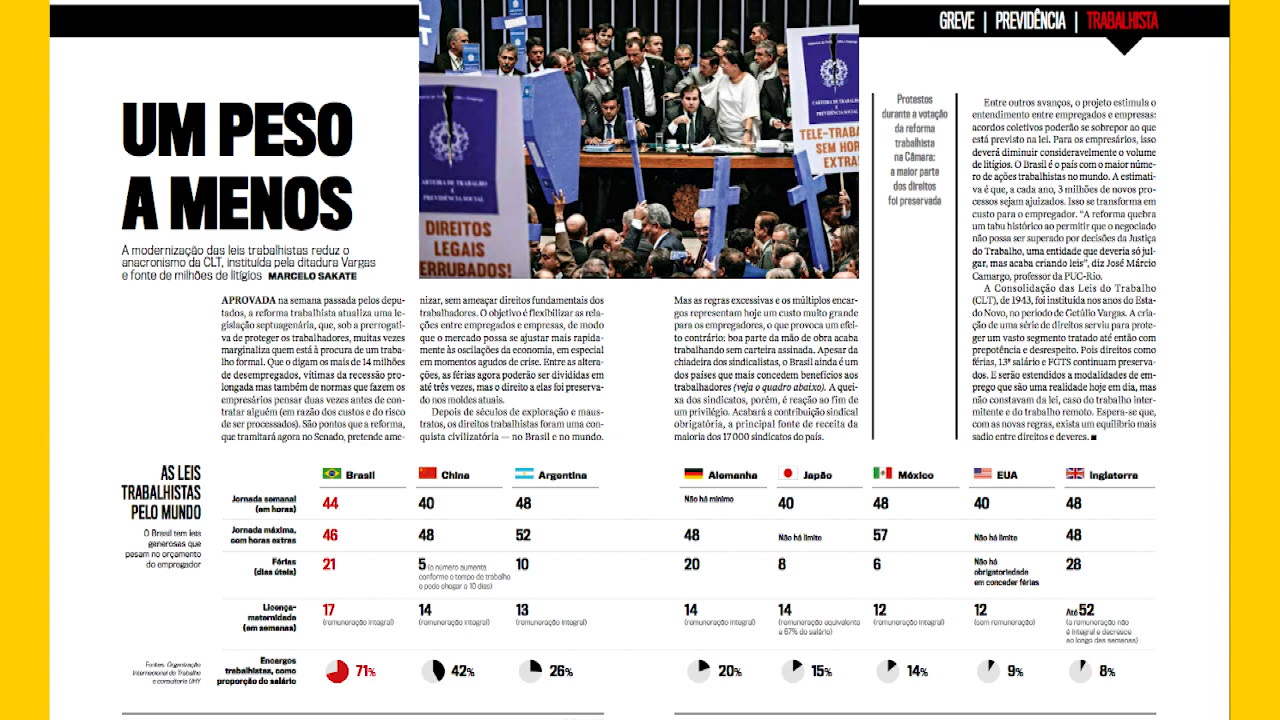 GREVE | PREVIDÊNCIA | TRABALHISTA
UM PESO
A MENOS
A modernização das leis trabalhistas reduz o
anacronismo da CLT, instituída pela ditadura Vargas
e fonte de milhões de litígios MARCELO SAKATE
CARTEIRA DE TRABALHO
E
PREVIDÊNCIA SOCIAL
DIREITOS
LEGAIS
ERRUBADOS!
TELE-TRABA
SEM HOR
EXTRA
Protestos
durante a votação
da reforma
trabalhista
na Câmara:
a maior parte
dos direitos
foi preservada
APROVADA na semana passada pelos depu-
tados, a reforma trabalhista atualiza uma le-
gislação septuagenária, que, sob a prerrogati-
va de proteger os trabalhadores, muitas vezes
marginaliza quem está à procura de um traba-
lho formal. Que o digam os mais de 14 milhões
de desempregados, vítimas da recessão pro-
longada mas também de normas que fazem os
empresários pensar duas vezes antes de con-
tratar alguém (em razão dos custos e do risco
de ser processados). São pontos que a reforma,
que tramitará agora no Senado, pretende ame-
nizar, sem ameaçar direitos fundamentais dos
trabalhadores. O objetivo é flexibilizar as rela-
ções entre empregados e empresas, de modo
que o mercado possa se ajustar mais rapida-
mente às oscilações da economia, em especial
em momentos agudos de crise. Entre as altera-
ções, as férias agora poderão ser divididas em
até três vezes, mas o direito a elas foi preserva-
do nos moldes atuais.
Depois de séculos de exploração e maus-
tratos, os direitos trabalhistas foram uma con-
quista civilizatória — no Brasil e no mundo.
Mas as regras excessivas e os múltiplos encar-
gos representam hoje um custo muito grande
para os empregadores, o que provoca um efei-
to contrário: boa parte da mão de obra acaba
trabalhando sem carteira assinada. Apesar da
chiadeira dos sindicalistas, o Brasil ainda é um
dos países que mais concedem benefícios aos
trabalhadores (veja o quadro abaixo). A quei-
xa dos sindicatos, porém, é reação ao fim de
um privilégio. Acabará a contribuição sindical
obrigatória, a principal fonte de receita da
maioria dos 17 000 sindicatos do país.
Entre outros avanços, o projeto estimula o
entendimento entre empregados e empresas:
acordos coletivos poderão se sobrepor ao que
está previsto na lei. Para os empresários, isso
deverá diminuir consideravelmente o volume
de litígios. O Brasil é o país com o maior núme-
ro de ações trabalhistas no mundo. A estimati-
va é que, a cada ano, 3 milhões de novos pro-
cessos sejam ajuizados. Isso se transforma em
custo para o empregador. "A reforma quebra
um tabu histórico ao permitir que o negociado
não possa ser superado por decisões da Justiça
do Trabalho, uma entidade que deveria só jul-
gar, mas acaba criando leis", diz José Márcio
Camargo, professor da PUC-Rio.
A Consolidação das Leis do Trabalho
(CLT), de 1943, foi instituída nos anos do Esta-
do Novo, no período de Getúlio Vargas. A cria-
ção de uma série de direitos serviu para prote-
ger um vasto segmento tratado até então com
prepotência e desrespeito. Pois direitos como
férias, 13º salário e FGTS continuam preserva-
dos. E serão estendidos a modalidades de em-
prego que são uma realidade hoje em dia, mas
não constavam da lei, caso do trabalho inter-
mitente e do trabalho remoto. Espera-se que,
com as novas regras, exista um equilíbrio mais
sadio entre direitos e deveres. ■
AS LEIS
TRABALHISTAS
PELO MUNDO
O Brasil tem leis
generosas que
pesam no orçamento
do empregador
Brasil China Argentina Alemanha Japão México EUA Inglaterra
Jornada semanal
(em horas) 44 40 48 Não há mínimo 40 48 40 48
Jornada máxima,
com horas extras 46 48 52 48 Não há limite 57 Não há limite 48
Férias
(dias úteis) 21 5 (o número aumenta
conforme o tempo de trabalho
e pode chegar a 10 dias) 10 20 8 6 Não há
obrigatoriedade
em conceder férias 28
Licença-
maternidade
(em semanas) 17 (remuneração integral) 14 (remuneração integral) 13 (remuneração integral) 14 (remuneração integral) 14 (remuneração equivalente
a 67% do salário) 12 (remuneração integral) 12 (sem remuneração) Até 52
(a remuneração não
é integral e decresce
ao longo das semanas)
Encargos
trabalhistas, como
proporção do salário 71% 42% 26% 20% 15% 14% 9% 8%
Fontes: Organização
Internacional do Trabalho
e consultoria UHY